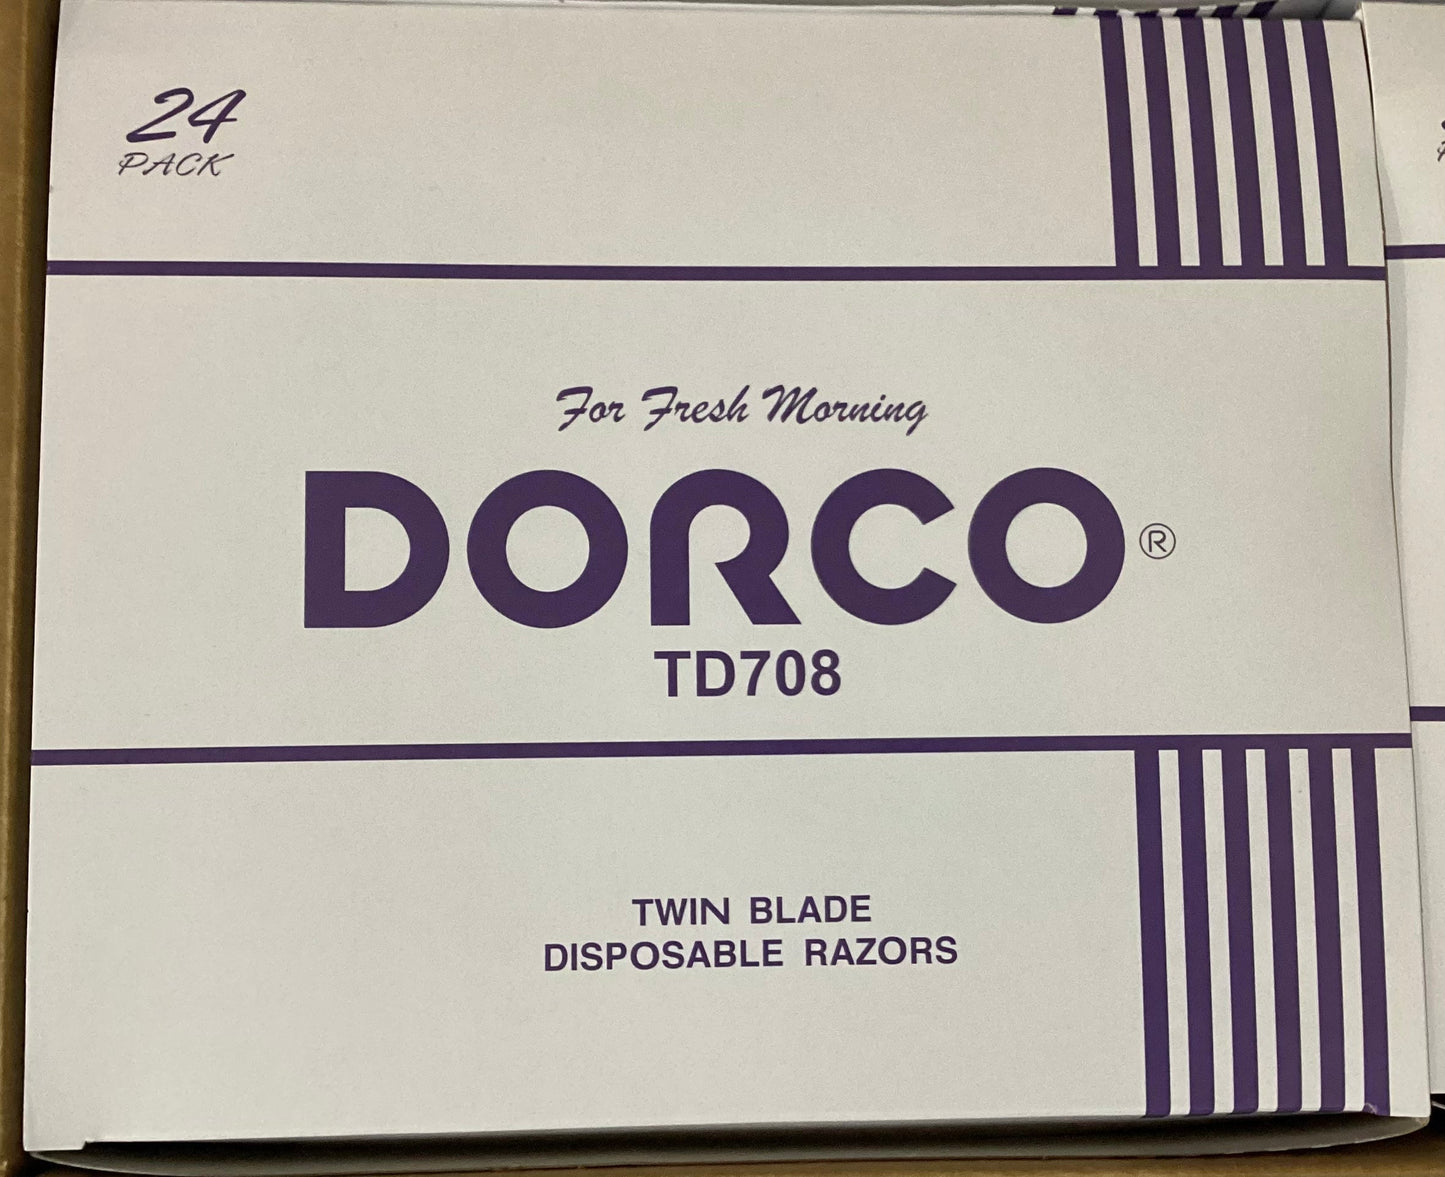 24
PACK
For Fresh Morning
DORCO®
TD708
TWIN BLADE
DISPOSABLE RAZORS